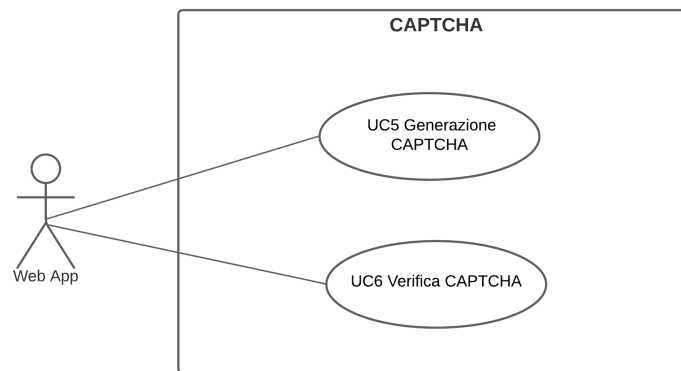 CAPTCHA
UC5 Generazione
CAPTCHA
Web App
UC6 Verifica CAPTCHA